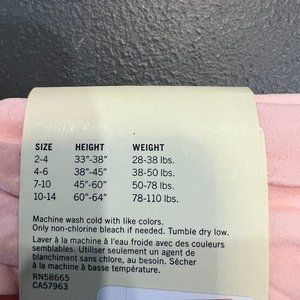 SIZE HEIGHT WEIGHT
2-4 33"-38" 28-38 lbs.
4-6 38"-45" 38-50 lbs.
7-10 45"-60" 50-78 lbs.
10-14 60"-64" 78-110 lbs.
Machine wash cold with like colors.
Only non-chlorine bleach if needed. Tumble dry low.
Laver à la machine à l'eau froide avec des couleurs
semblables. Utiliser seulement un agent de
blanchiment sans chlore, au besoin. Sécher
à la machine à basse température.
RN58665
CA57963